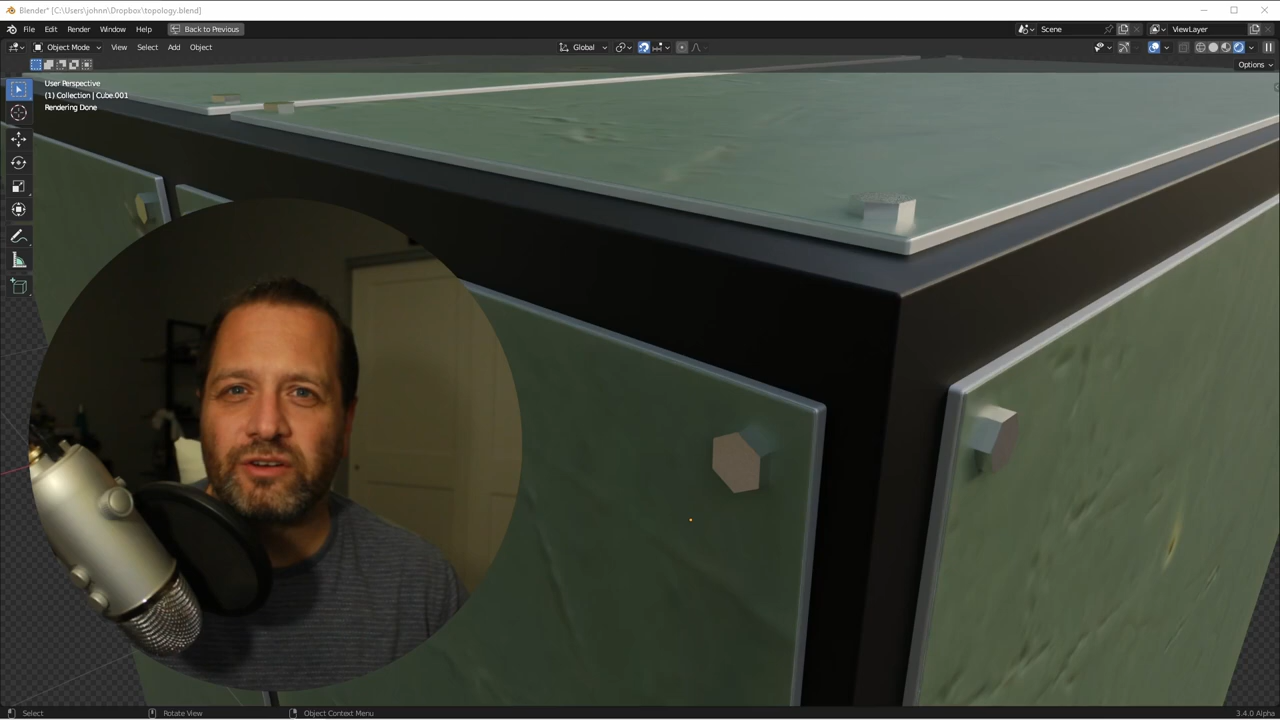 Blender* [C:\Users\johnn\Dropbox\topology.blend]
File Edit Render Window Help Back to Previous
Scene ViewLayer
Object Mode View Select Add Object Global
Options
User Perspective
(1) Collection | Cube.001
Rendering Done
Select Rotate View Object Context Menu 3.4.0 Alpha